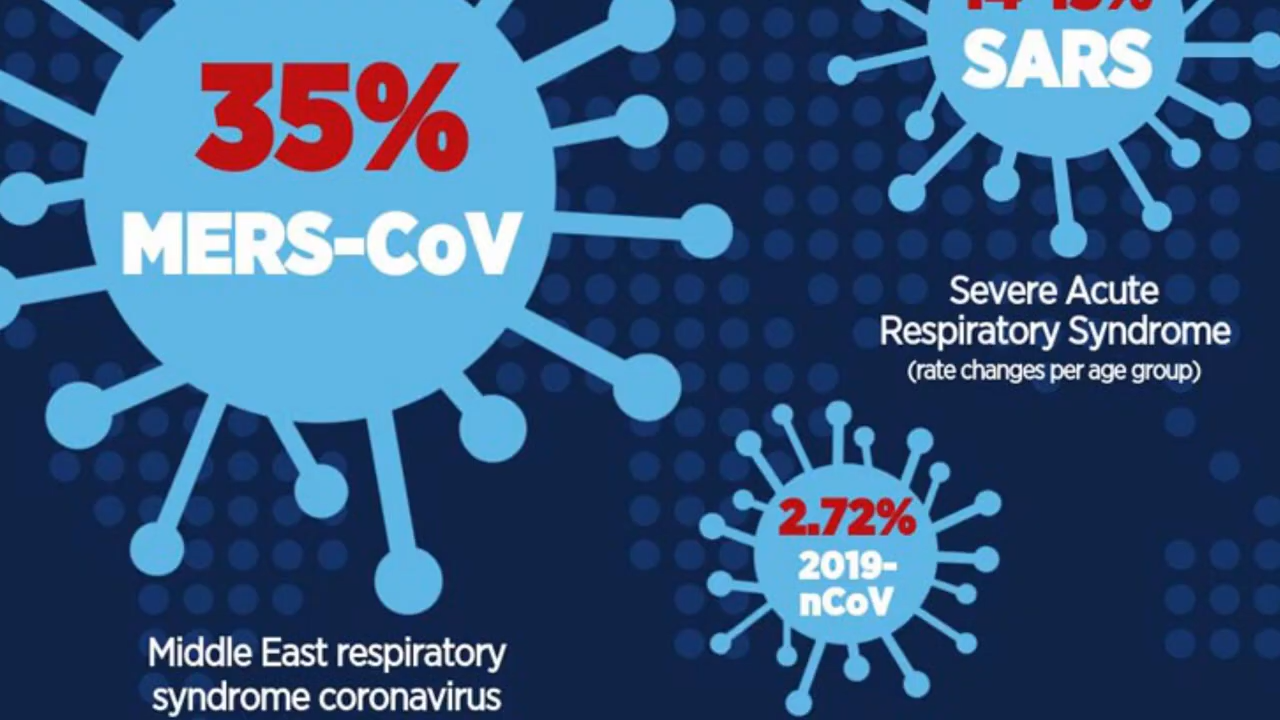 35%
MERS-CoV
Middle East respiratory
syndrome coronavirus
SARS
Severe Acute
Respiratory Syndrome
(rate changes per age group)
2.72%
2019-
nCoV